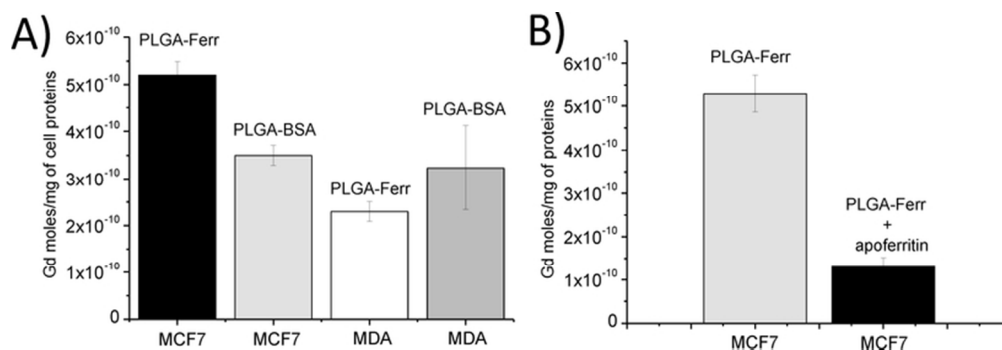 A)
Gd moles/mg of cell proteins
6x10⁻¹⁰
5x10⁻¹⁰
4x10⁻¹⁰
3x10⁻¹⁰
2x10⁻¹⁰
1x10⁻¹⁰
0
PLGA-Ferr
PLGA-BSA
PLGA-Ferr
PLGA-BSA
MCF7 MCF7 MDA MDA
B)
Gd moles/mg of proteins
6x10⁻¹⁰
5x10⁻¹⁰
4x10⁻¹⁰
3x10⁻¹⁰
2x10⁻¹⁰
1x10⁻¹⁰
0
PLGA-Ferr
PLGA-Ferr
+
apoferritin
MCF7 MCF7